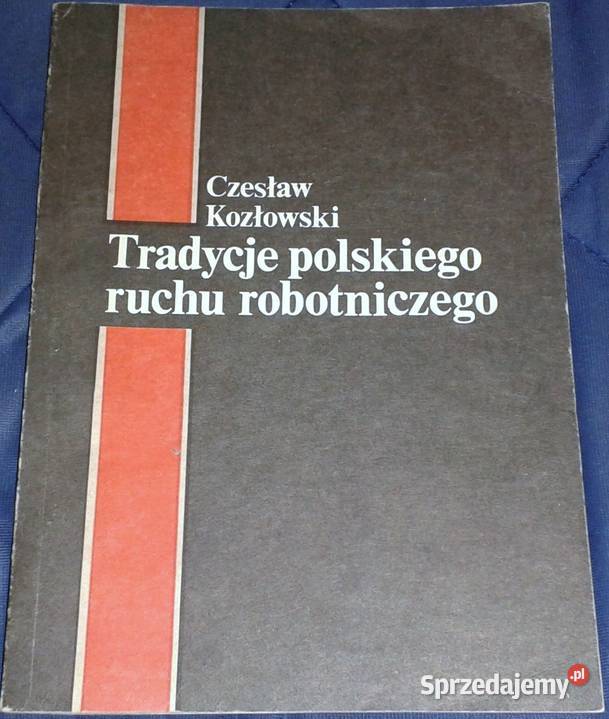 Czesław
Kozłowski
Tradycje polskiego
ruchu robotniczego
Sprzedajemy.pl